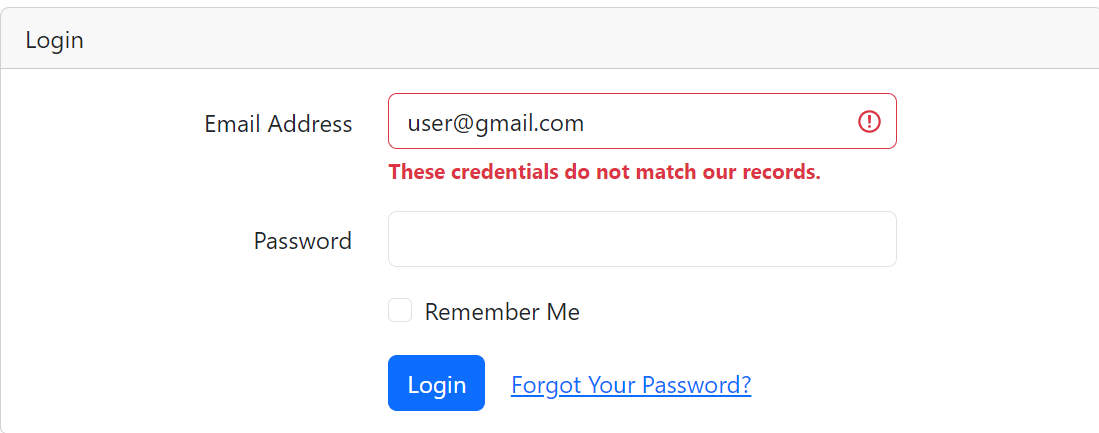 Login
Email Address
user@gmail.com
These credentials do not match our records.
Password
Remember Me
Login
Forgot Your Password?